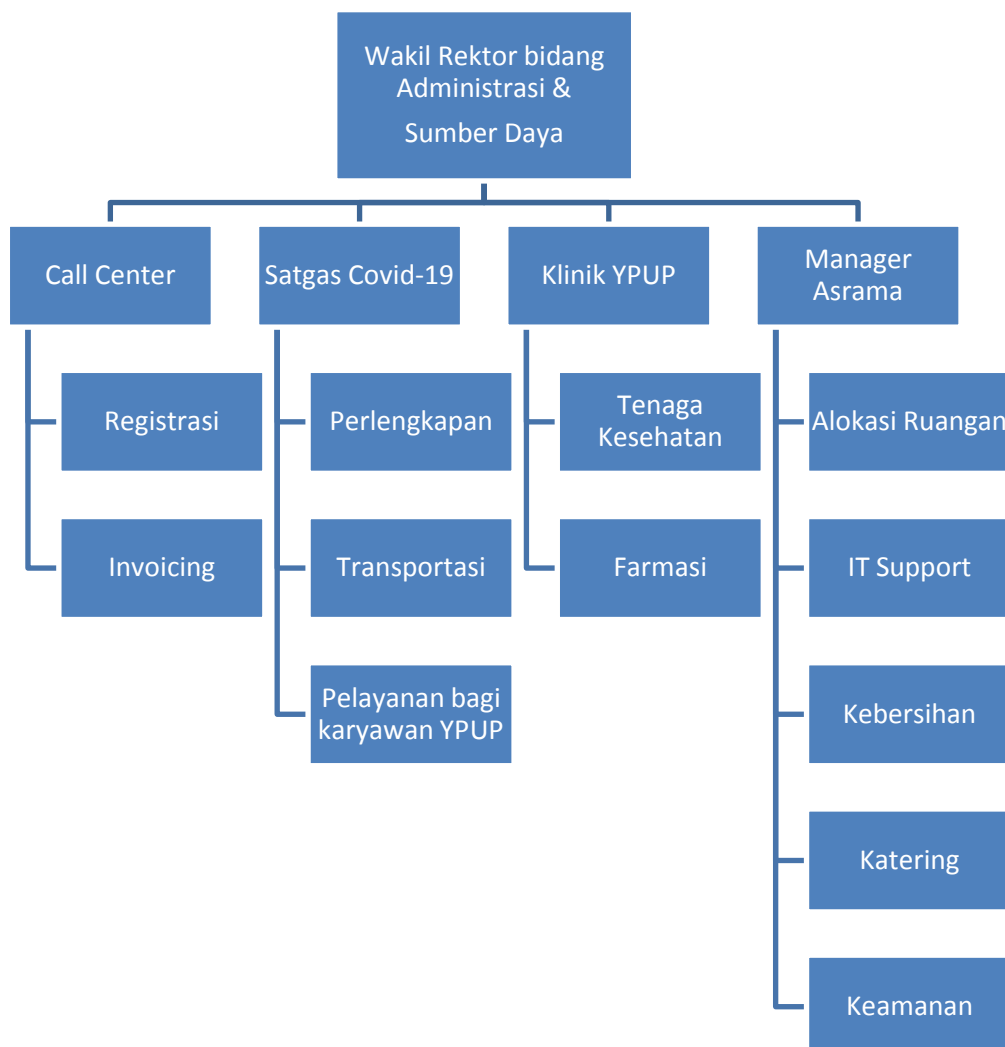 Wakil Rektor bidang
Administrasi &
Sumber Daya
Call Center
Satgas Covid-19
Klinik YPUP
Manager
Asrama
Registrasi
Perlengkapan
Tenaga
Kesehatan
Alokasi Ruangan
Invoicing
Transportasi
Farmasi
IT Support
Pelayanan bagi
karyawan YPUP
Kebersihan
Katering
Keamanan